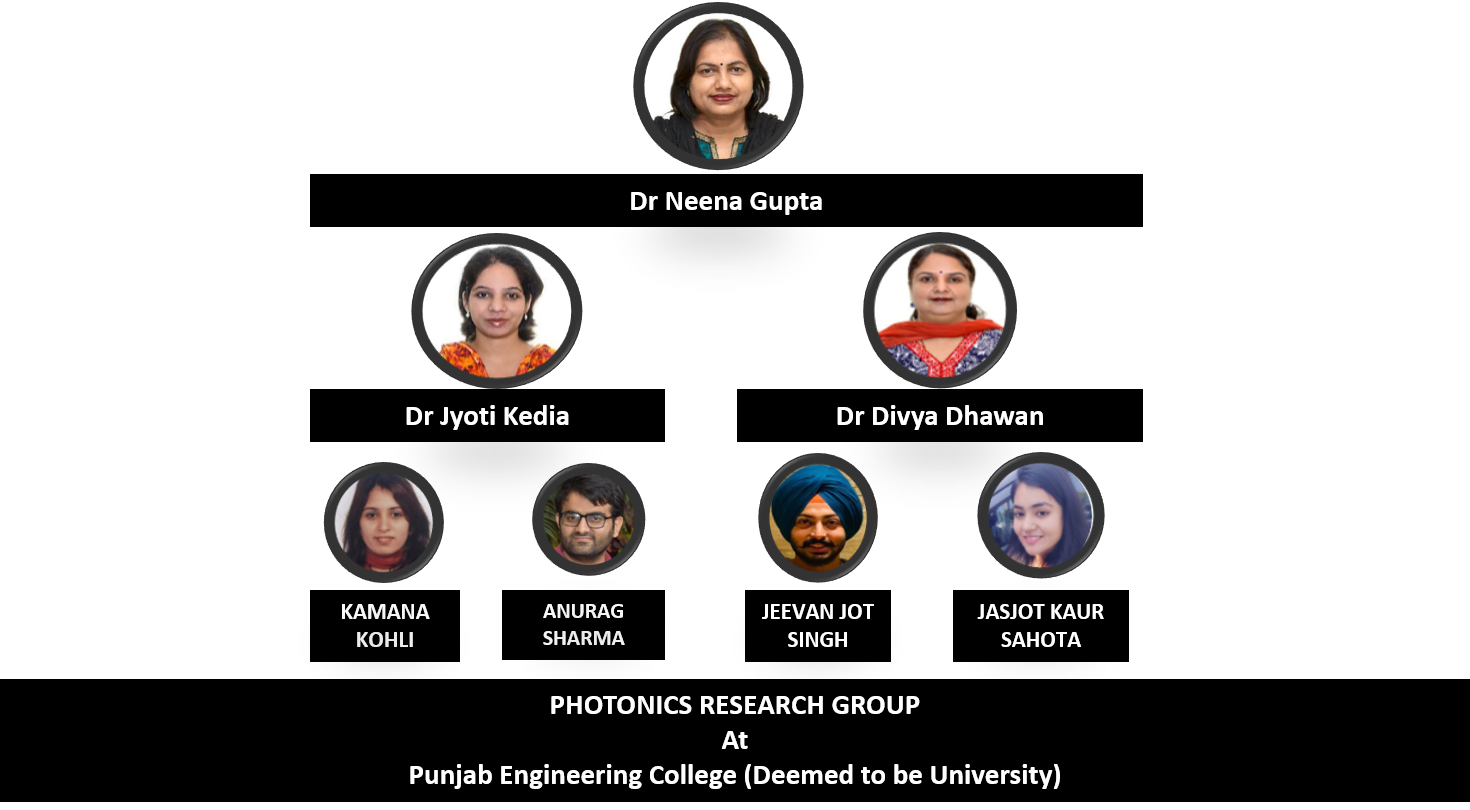 Dr Neena Gupta
Dr Jyoti Kedia
Dr Divya Dhawan
KAMANA
KOHLI
ANURAG
SHARMA
JEEVAN JOT
SINGH
JASJOT KAUR
SAHOTA
PHOTONICS RESEARCH GROUP
At
Punjab Engineering College (Deemed to be University)